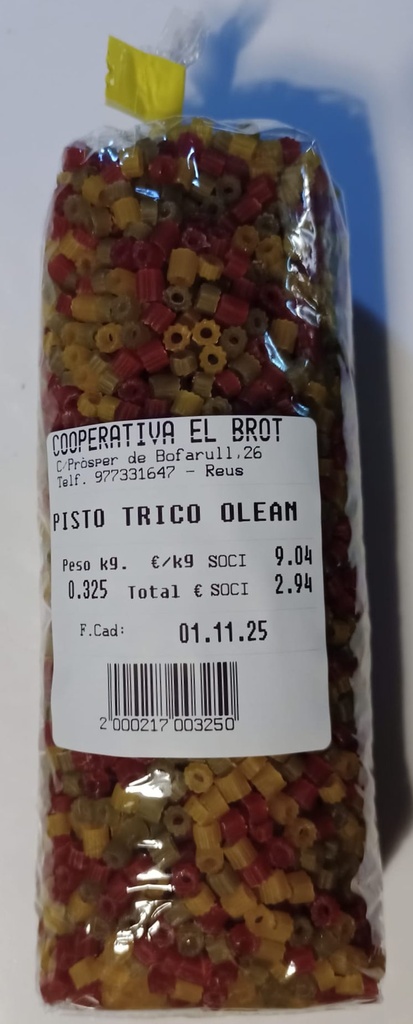 COOPERATIVA EL BROT
C/Pròsper de Bofarull,26
Telf. 977331647 - Reus
PISTO TRICO OLEAN
Peso kg. €/kg SOCI 9.04
0.325 Total € SOCI 2.94
F.Cad: 01.11.25
2 000217 003250